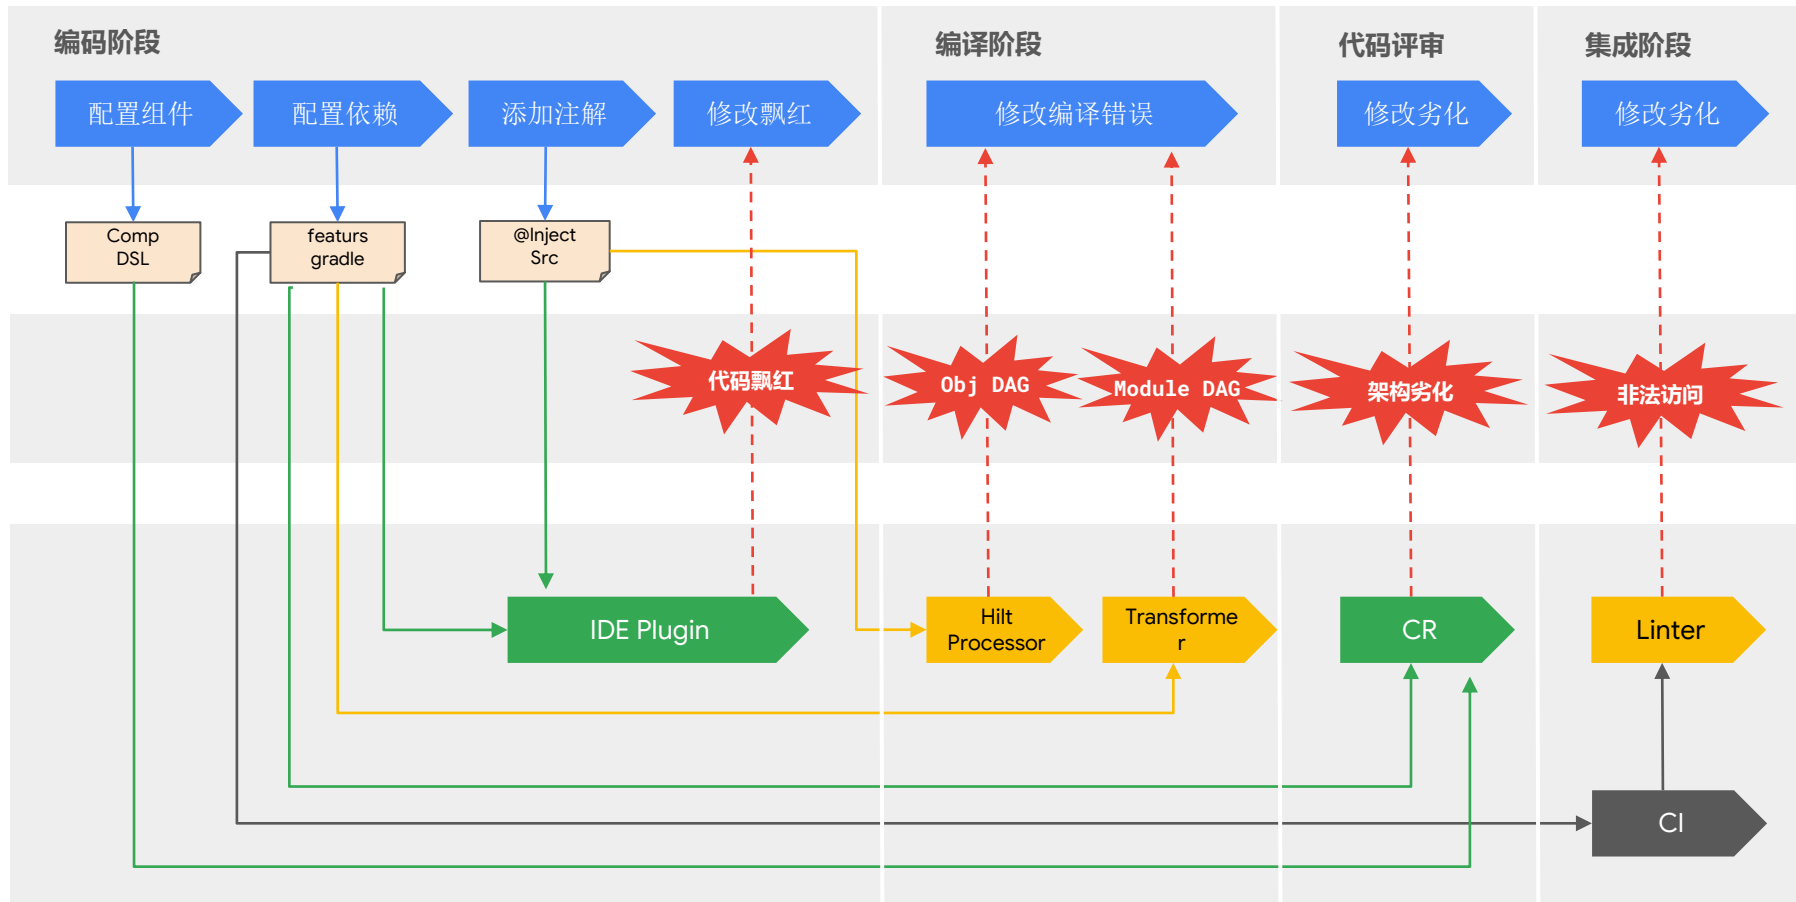 编码阶段
编译阶段
代码评审
集成阶段
配置组件
配置依赖
添加注解
修改飘红
修改编译错误
修改劣化
修改劣化
Comp
DSL
featurs
gradle
@Inject
Src
代码飘红
Obj DAG
Module DAG
架构劣化
非法访问
IDE Plugin
Hilt
Processor
Transforme
r
CR
Linter
CI